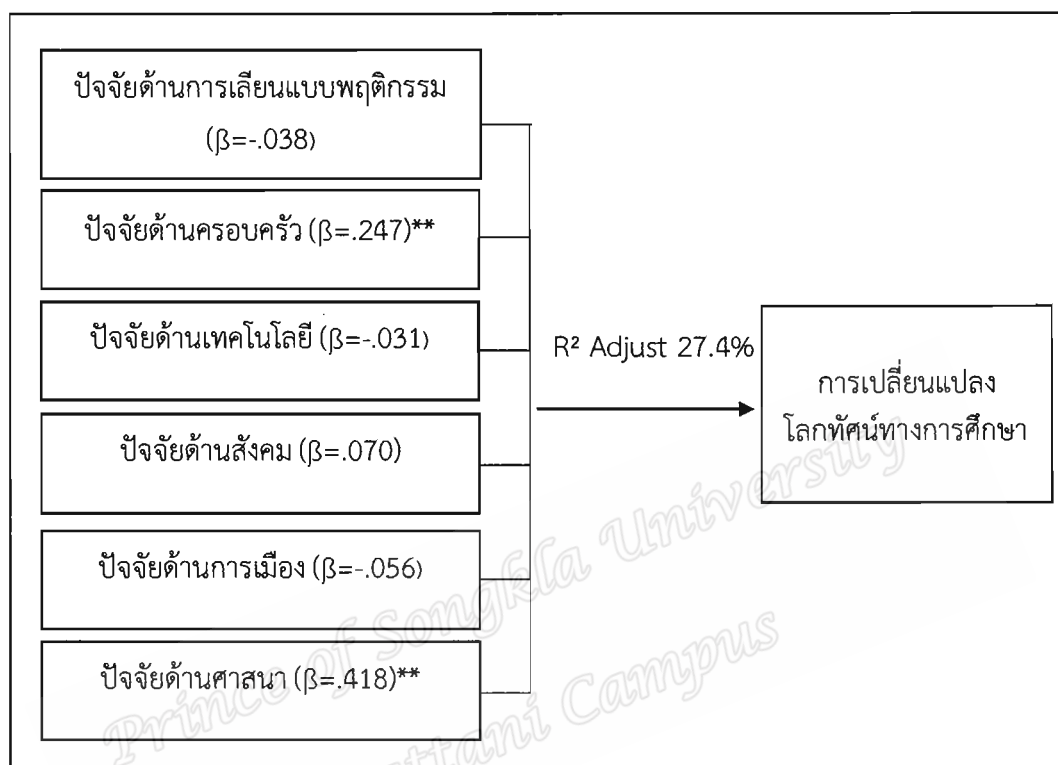 ปัจจัยด้านการเลียนแบบพฤติกรรม
(β=-.038)
ปัจจัยด้านครอบครัว (β=.247)**
ปัจจัยด้านเทคโนโลยี (β=-.031)
ปัจจัยด้านสังคม (β=.070)
ปัจจัยด้านการเมือง (β=-.056)
ปัจจัยด้านศาสนา (β=.418)**
R² Adjust 27.4%
การเปลี่ยนแปลง
โลกทัศน์ทางการศึกษา
Prince of Songkla University
Pattani Campus